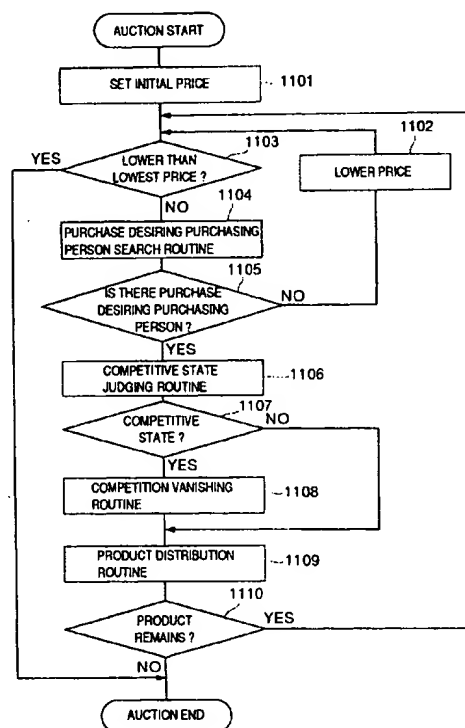 AUCTION START
SET INITIAL PRICE
1101
1102
1103
YES
LOWER THAN
LOWEST PRICE ?
LOWER PRICE
NO
1104
PURCHASE DESIRING PURCHASING
PERSON SEARCH ROUTINE
1105
IS THERE PURCHASE
DESIRING PURCHASING
PERSON ?
NO
YES
COMPETITIVE STATE
JUDGING ROUTINE
1106
1107
COMPETITIVE
STATE ?
NO
YES
COMPETITION VANISHING
ROUTINE
1108
PRODUCT DISTRIBUTION
ROUTINE
1109
1110
PRODUCT
REMAINS ?
YES
NO
AUCTION END